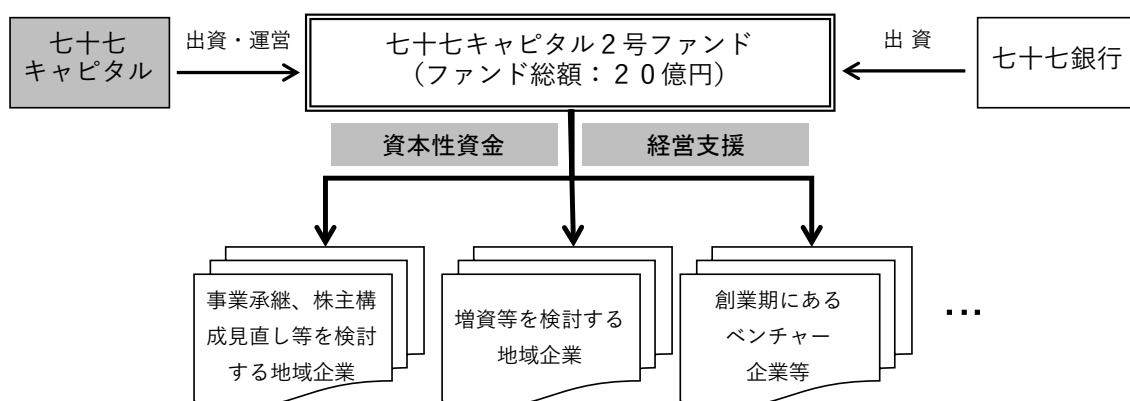 七十七
キャピタル
出資・運営
七十七キャピタル２号ファンド
（ファンド総額：２０億円）
出 資
七十七銀行
資本性資金
経営支援
事業承継、株主構
成見直し等を検討
する地域企業
増資等を検討する
地域企業
創業期にある
ベンチャー
企業等
…